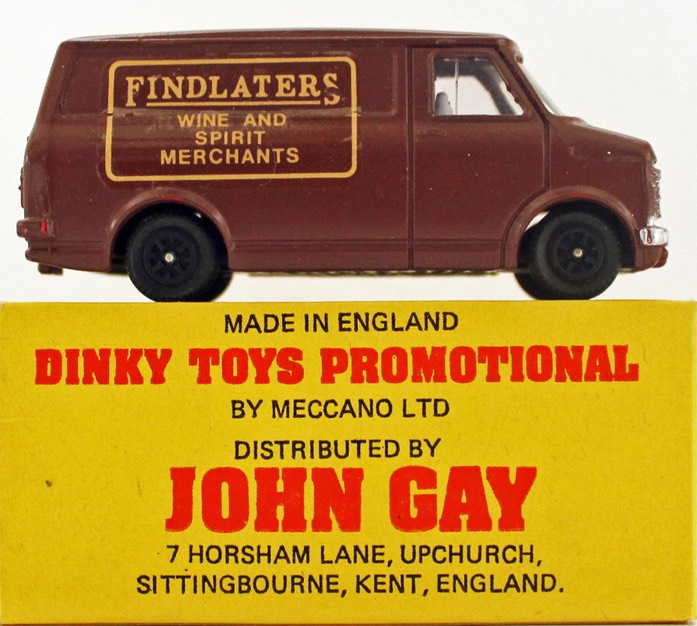 FINDLATERS
WINE AND
SPIRIT
MERCHANTS
MADE IN ENGLAND
DINKY TOYS PROMOTIONAL
BY MECCANO LTD
DISTRIBUTED BY
JOHN GAY
7 HORSHAM LANE, UPCHURCH,
SITTINGBOURNE, KENT, ENGLAND.